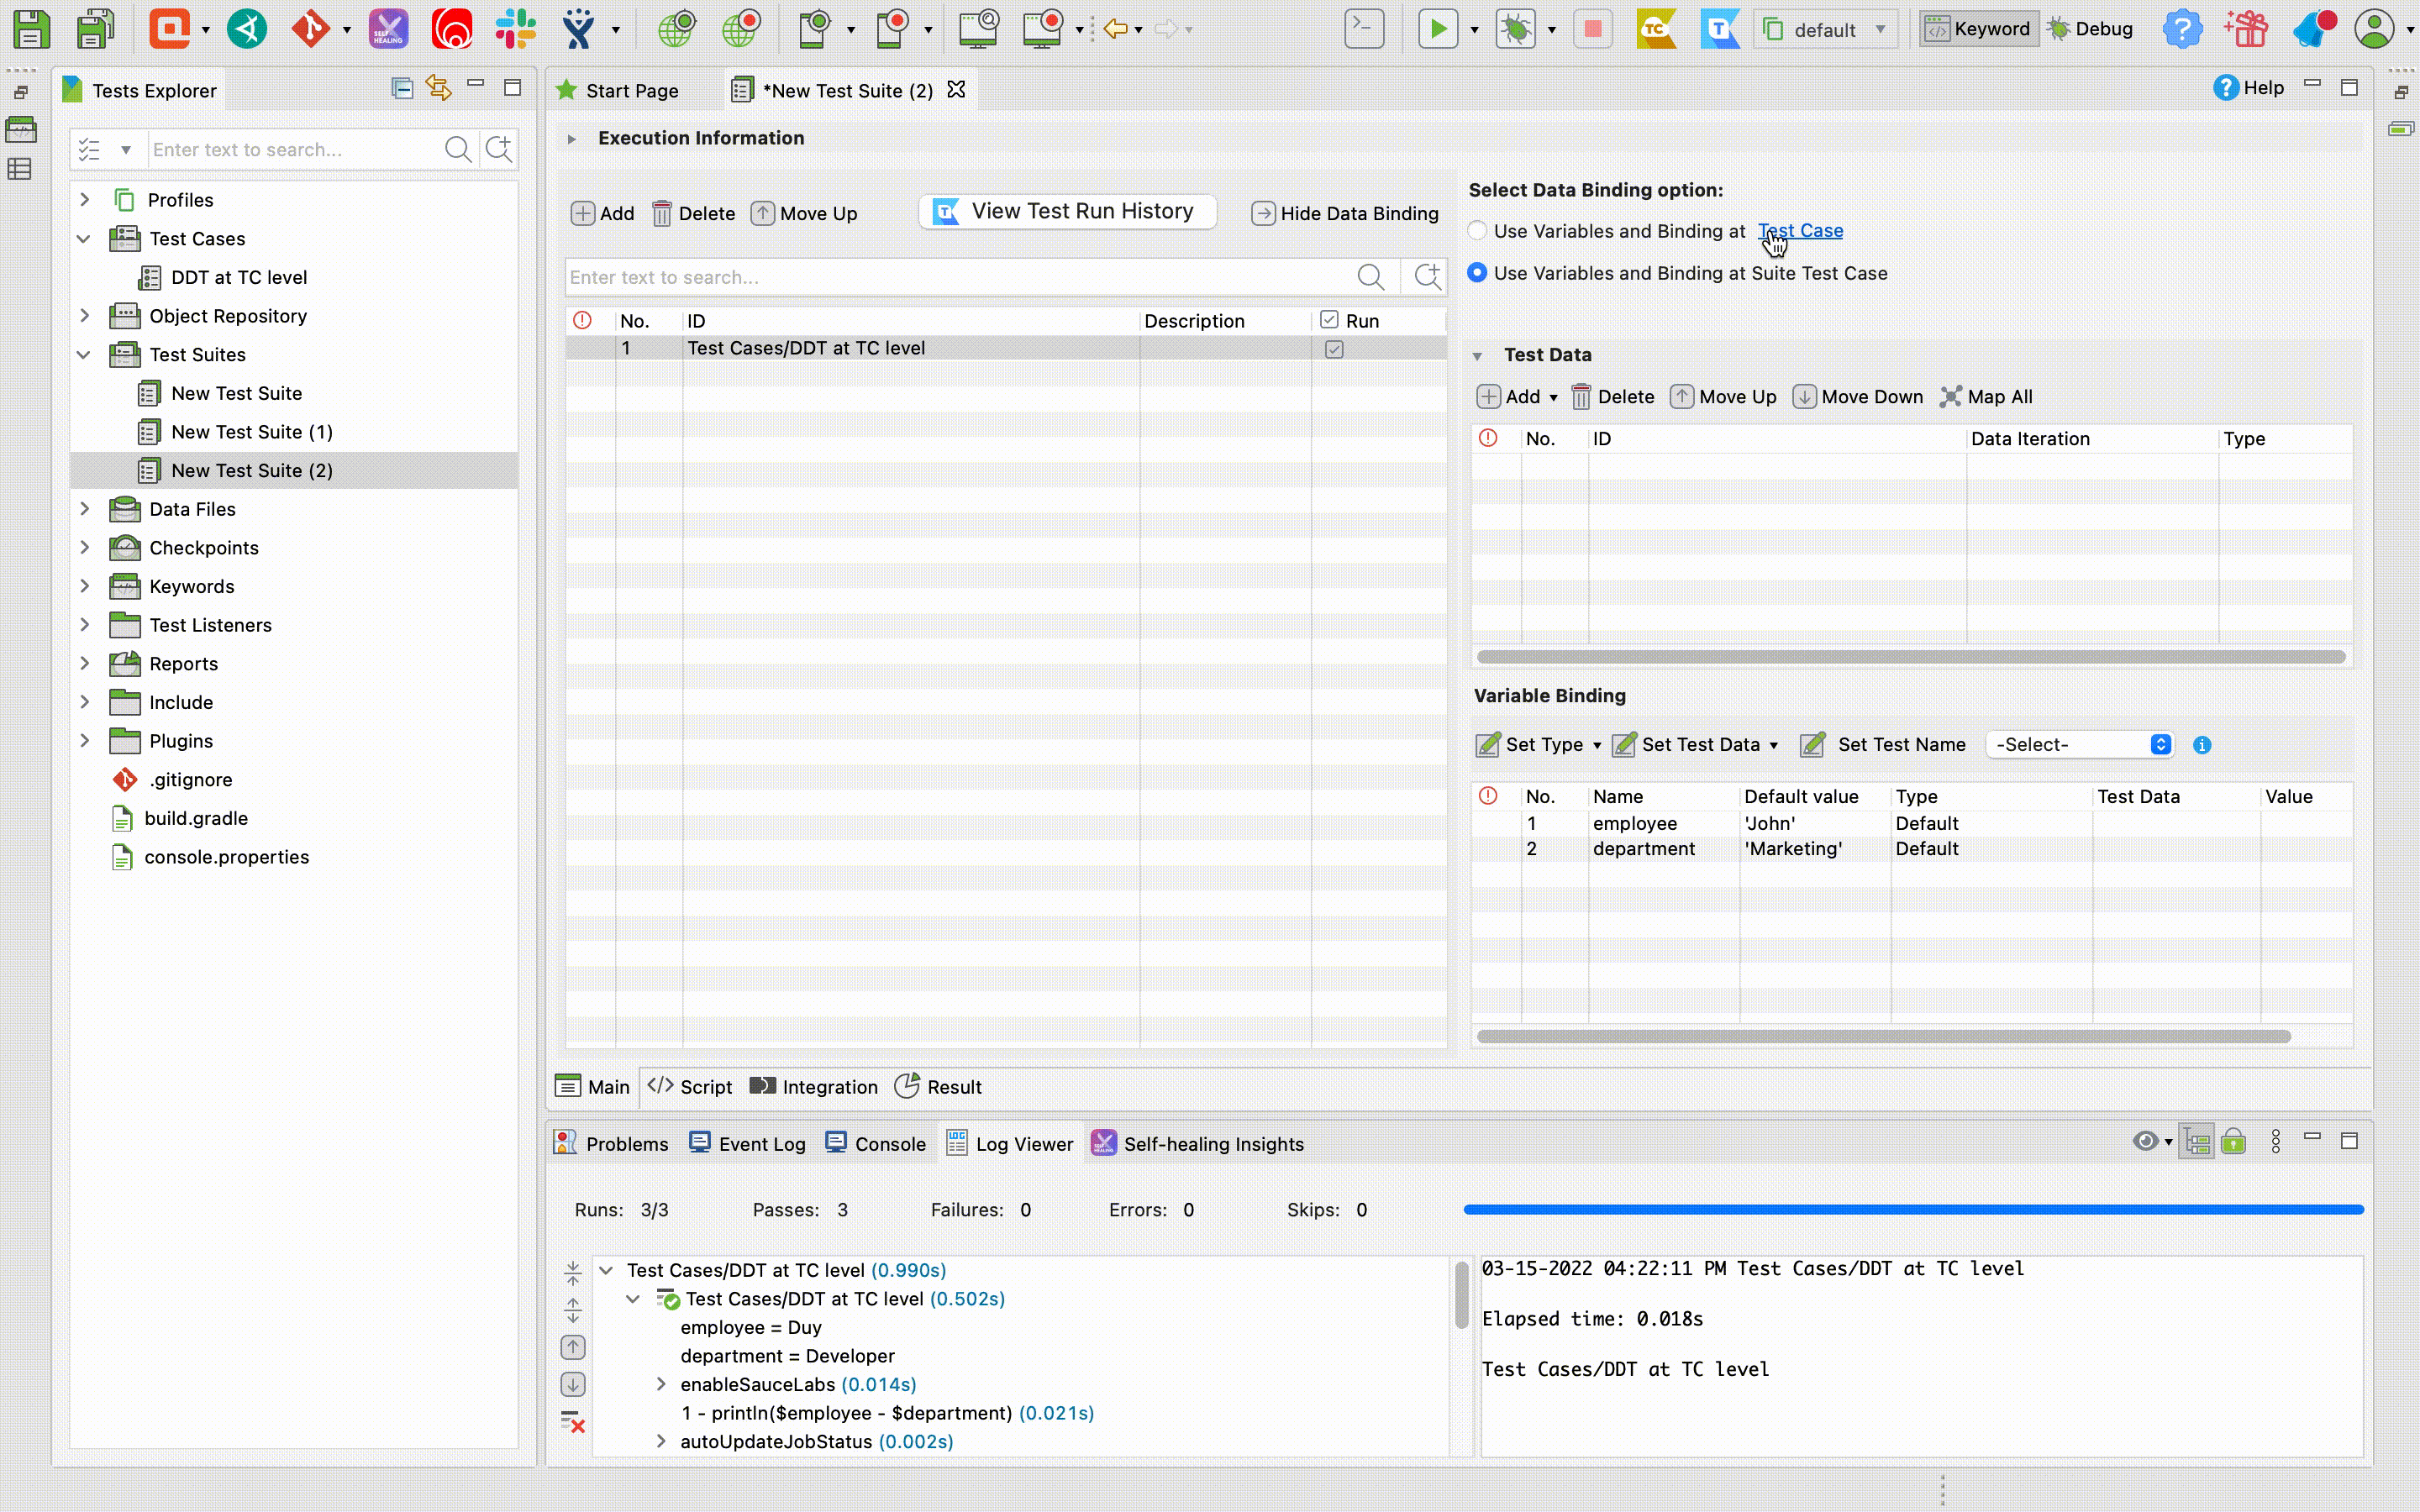 TC
default
Keyword
Debug
Tests Explorer
Start Page
*New Test Suite (2)
Help
Enter text to search...
Profiles
Test Cases
DDT at TC level
Object Repository
Test Suites
New Test Suite
New Test Suite (1)
New Test Suite (2)
Data Files
Checkpoints
Keywords
Test Listeners
Reports
Include
Plugins
.gitignore
build.gradle
console.properties
Execution Information
Add Delete Move Up View Test Run History Hide Data Binding
Enter text to search...
No. ID Description Run
1 Test Cases/DDT at TC level
Select Data Binding option:
Use Variables and Binding at Test Case
Use Variables and Binding at Suite Test Case
Test Data
Add Delete Move Up Move Down Map All
No. ID Data Iteration Type
Variable Binding
Set Type Set Test Data Set Test Name -Select-
No. Name Default value Type Test Data Value
1 employee 'John' Default
2 department 'Marketing' Default
Main Script Integration Result
Problems Event Log Console Log Viewer Self-healing Insights
Runs: 3/3 Passes: 3 Failures: 0 Errors: 0 Skips: 0
Test Cases/DDT at TC level (0.990s)
Test Cases/DDT at TC level (0.502s)
employee = Duy
department = Developer
enableSauceLabs (0.014s)
1 - println($employee - $department) (0.021s)
autoUpdateJobStatus (0.002s)
03-15-2022 04:22:11 PM Test Cases/DDT at TC level
Elapsed time: 0.018s
Test Cases/DDT at TC level